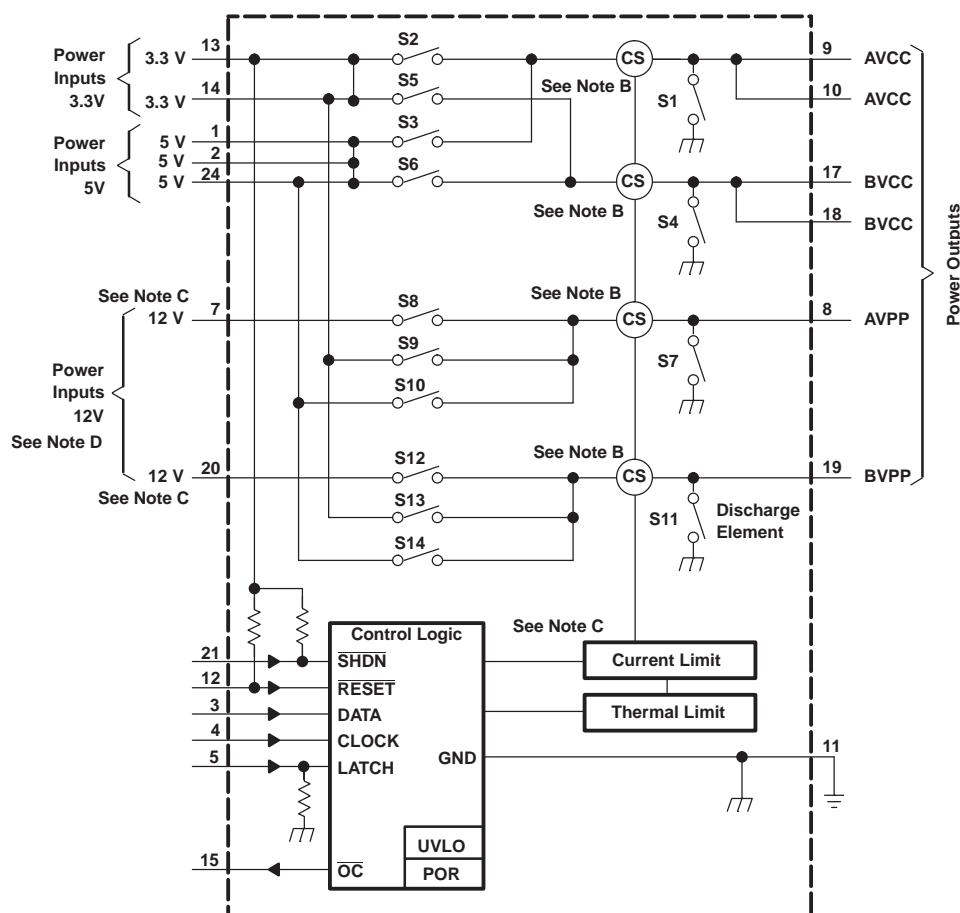 Power Inputs 3.3V
3.3 V 13
3.3 V 14
Power Inputs 5V
5 V 1
5 V 2
5 V 24
S2
S5
S3
S6
CS
See Note B
S1
9 AVCC
10 AVCC
CS
See Note B
S4
17 BVCC
18 BVCC
Power Outputs
See Note C
12 V 7
Power Inputs 12V
See Note D
S8
S9
S10
See Note B
CS
S7
8 AVPP
12 V 20
See Note C
S12
S13
S14
See Note B
CS
S11
Discharge Element
19 BVPP
Control Logic
21 SHDN
12 RESET
3 DATA
4 CLOCK
5 LATCH
15 OC
GND
11
UVLO
POR
See Note C
Current Limit
Thermal Limit